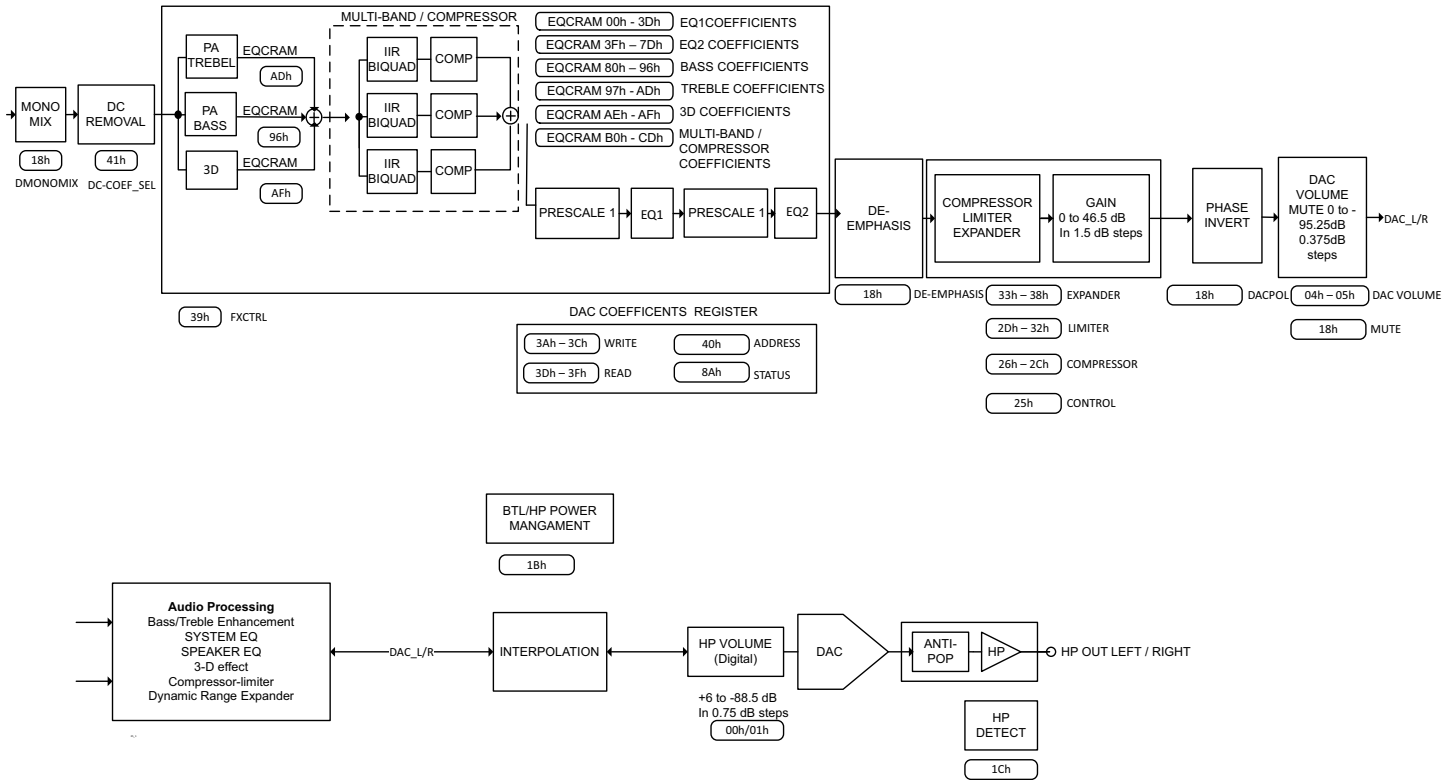 MULTI-BAND / COMPRESSOR
EQCRAM 00h - 3Dh
EQ1COEFFICIENTS
EQCRAM 3Fh – 7Dh
EQ2 COEFFICIENTS
EQCRAM 80h – 96h
BASS COEFFICIENTS
EQCRAM 97h - ADh
TREBLE COEFFICIENTS
EQCRAM AEh - AFh
3D COEFFICIENTS
EQCRAM B0h - CDh
MULTI-BAND /
COMPRESSOR
COEFFICIENTS
MONO
MIX
18h
DMONOMIX
DC
REMOVAL
41h
DC-COEF_SEL
PA
TREBEL
EQCRAM
ADh
PA
BASS
EQCRAM
96h
3D
EQCRAM
AFh
IIR
BIQUAD
COMP
IIR
BIQUAD
COMP
IIR
BIQUAD
COMP
PRESCALE 1
EQ1
PRESCALE 1
EQ2
DE-
EMPHASIS
18h
DE-EMPHASIS
COMPRESSOR
LIMITER
EXPANDER
GAIN
0 to 46.5 dB
In 1.5 dB steps
33h – 38h
EXPANDER
2Dh – 32h
LIMITER
26h – 2Ch
COMPRESSOR
25h
CONTROL
PHASE
INVERT
18h
DACPOL
DAC
VOLUME
MUTE 0 to -
95.25dB
0.375dB
steps
DAC_L/R
04h – 05h
DAC VOLUME
18h
MUTE
39h
FXCTRL
DAC COEFFICENTS REGISTER
3Ah – 3Ch
WRITE
40h
ADDRESS
3Dh – 3Fh
READ
8Ah
STATUS
BTL/HP POWER
MANGAMENT
1Bh
Audio Processing
Bass/Treble Enhancement
SYSTEM EQ
SPEAKER EQ
3-D effect
Compressor-limiter
Dynamic Range Expander
DAC_L/R
INTERPOLATION
HP VOLUME
(Digital)
+6 to -88.5 dB
In 0.75 dB steps
00h/01h
DAC
ANTI-
POP
HP
HP OUT LEFT / RIGHT
HP
DETECT
1Ch